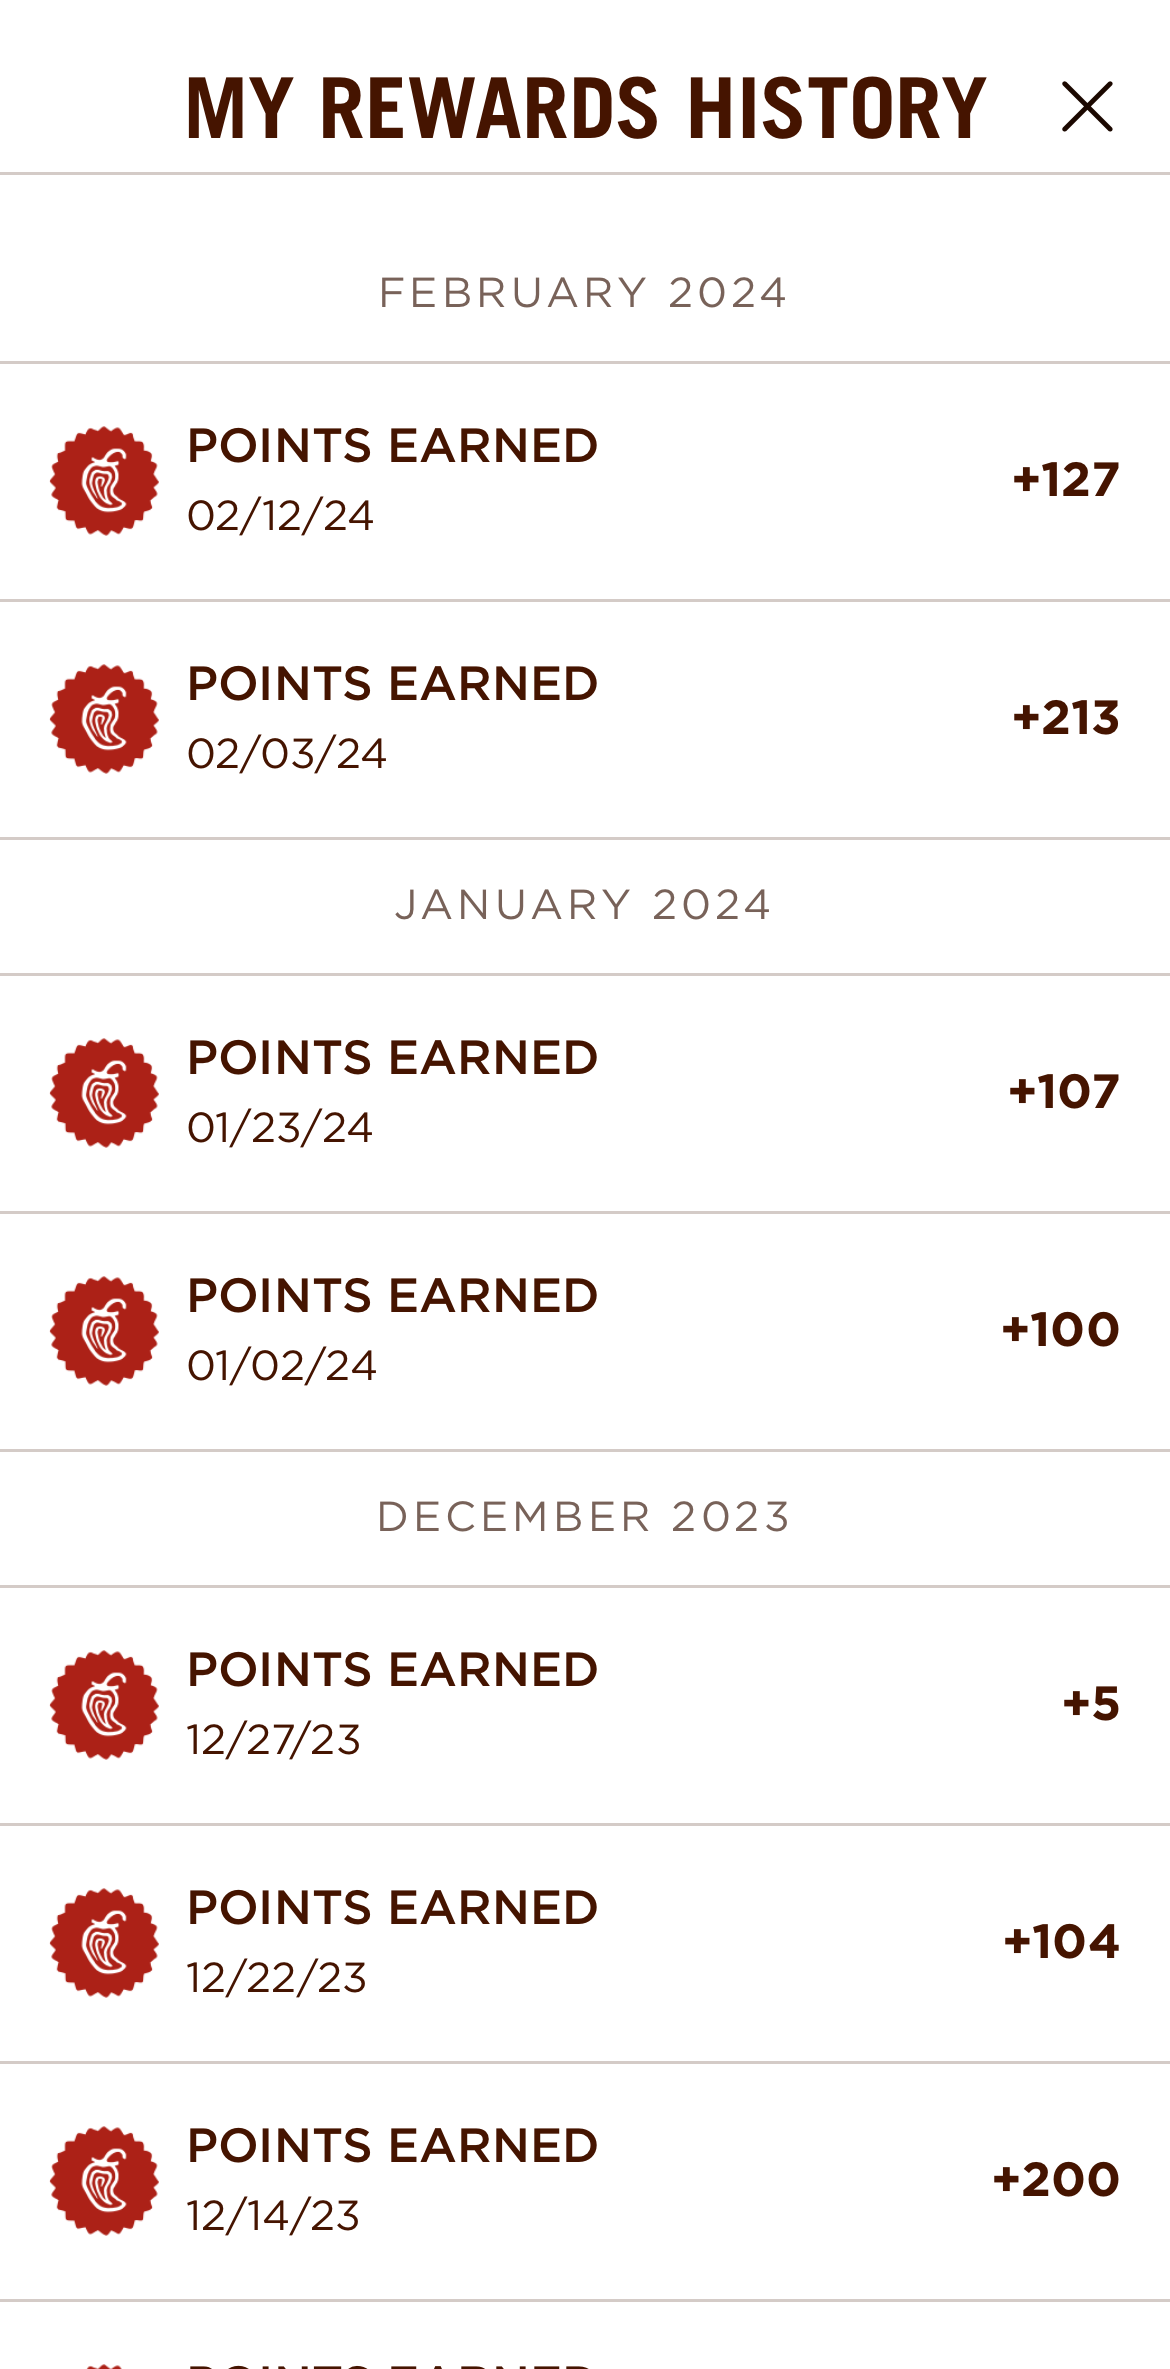 MY REWARDS HISTORY
FEBRUARY 2024
POINTS EARNED
02/12/24
+127
POINTS EARNED
02/03/24
+213
JANUARY 2024
POINTS EARNED
01/23/24
+107
POINTS EARNED
01/02/24
+100
DECEMBER 2023
POINTS EARNED
12/27/23
+5
POINTS EARNED
12/22/23
+104
POINTS EARNED
12/14/23
+200
POINTS EARNED